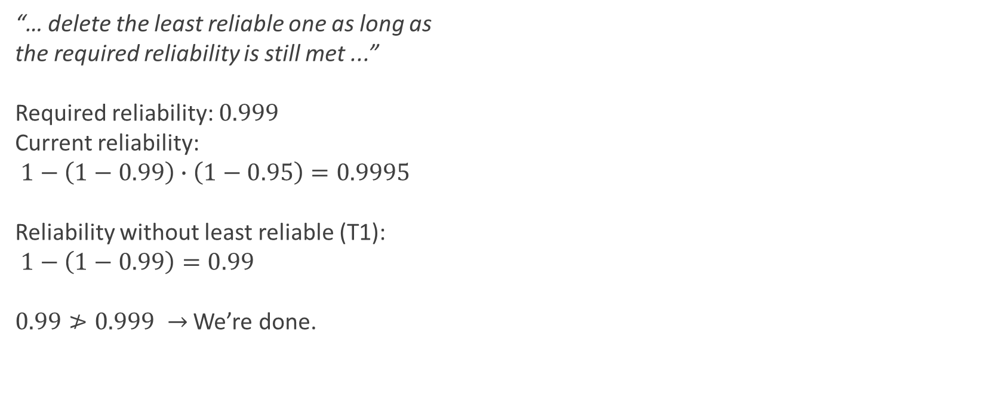 “… delete the least reliable one as long as
the required reliability is still met …”
Required reliability: 0.999
Current reliability:
1 − (1 − 0.99) · (1 − 0.95) = 0.9995
Reliability without least reliable (T1):
1 − (1 − 0.99) = 0.99
0.99 ≯ 0.999 → We’re done.